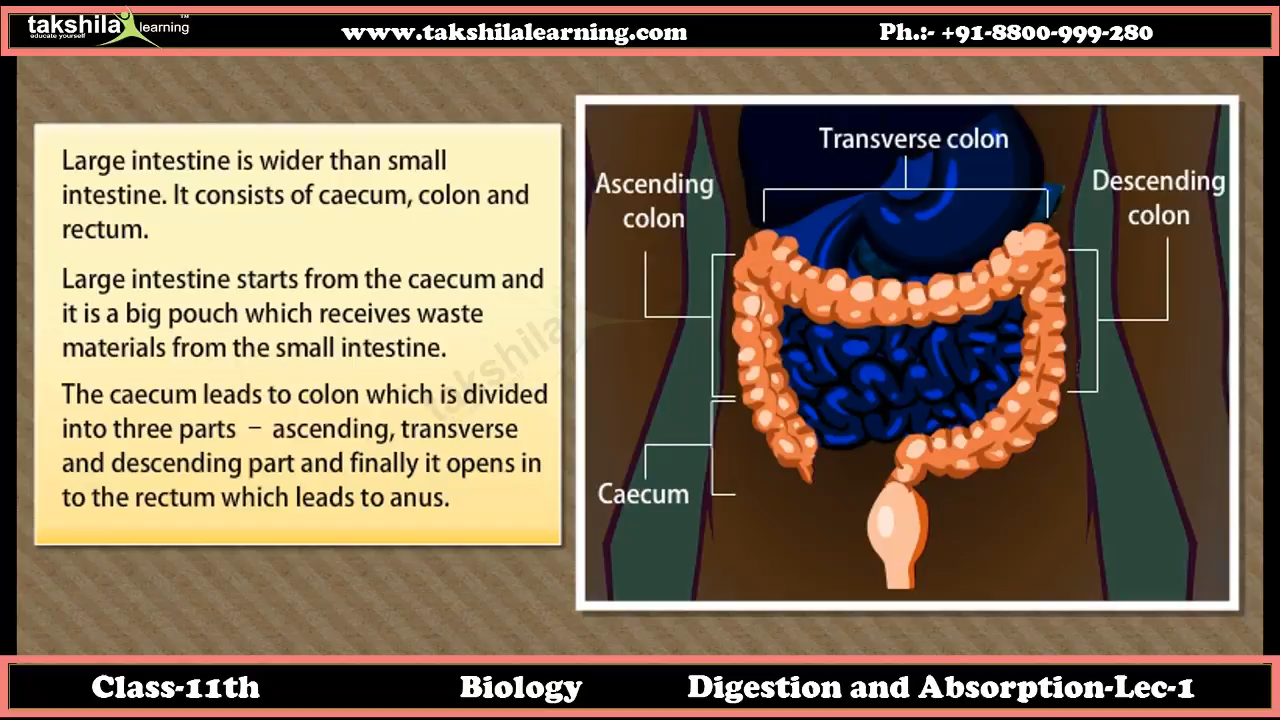 takshila learning
TM
educate yourself
www.takshilalearning.com
Ph.:- +91-8800-999-280
Large intestine is wider than small
intestine. It consists of caecum, colon and
rectum.
Large intestine starts from the caecum and
it is a big pouch which receives waste
materials from the small intestine.
The caecum leads to colon which is divided
into three parts – ascending, transverse
and descending part and finally it opens in
to the rectum which leads to anus.
takshila
Transverse colon
Ascending
colon
Descending
colon
Caecum
Class-11th
Biology
Digestion and Absorption-Lec-1